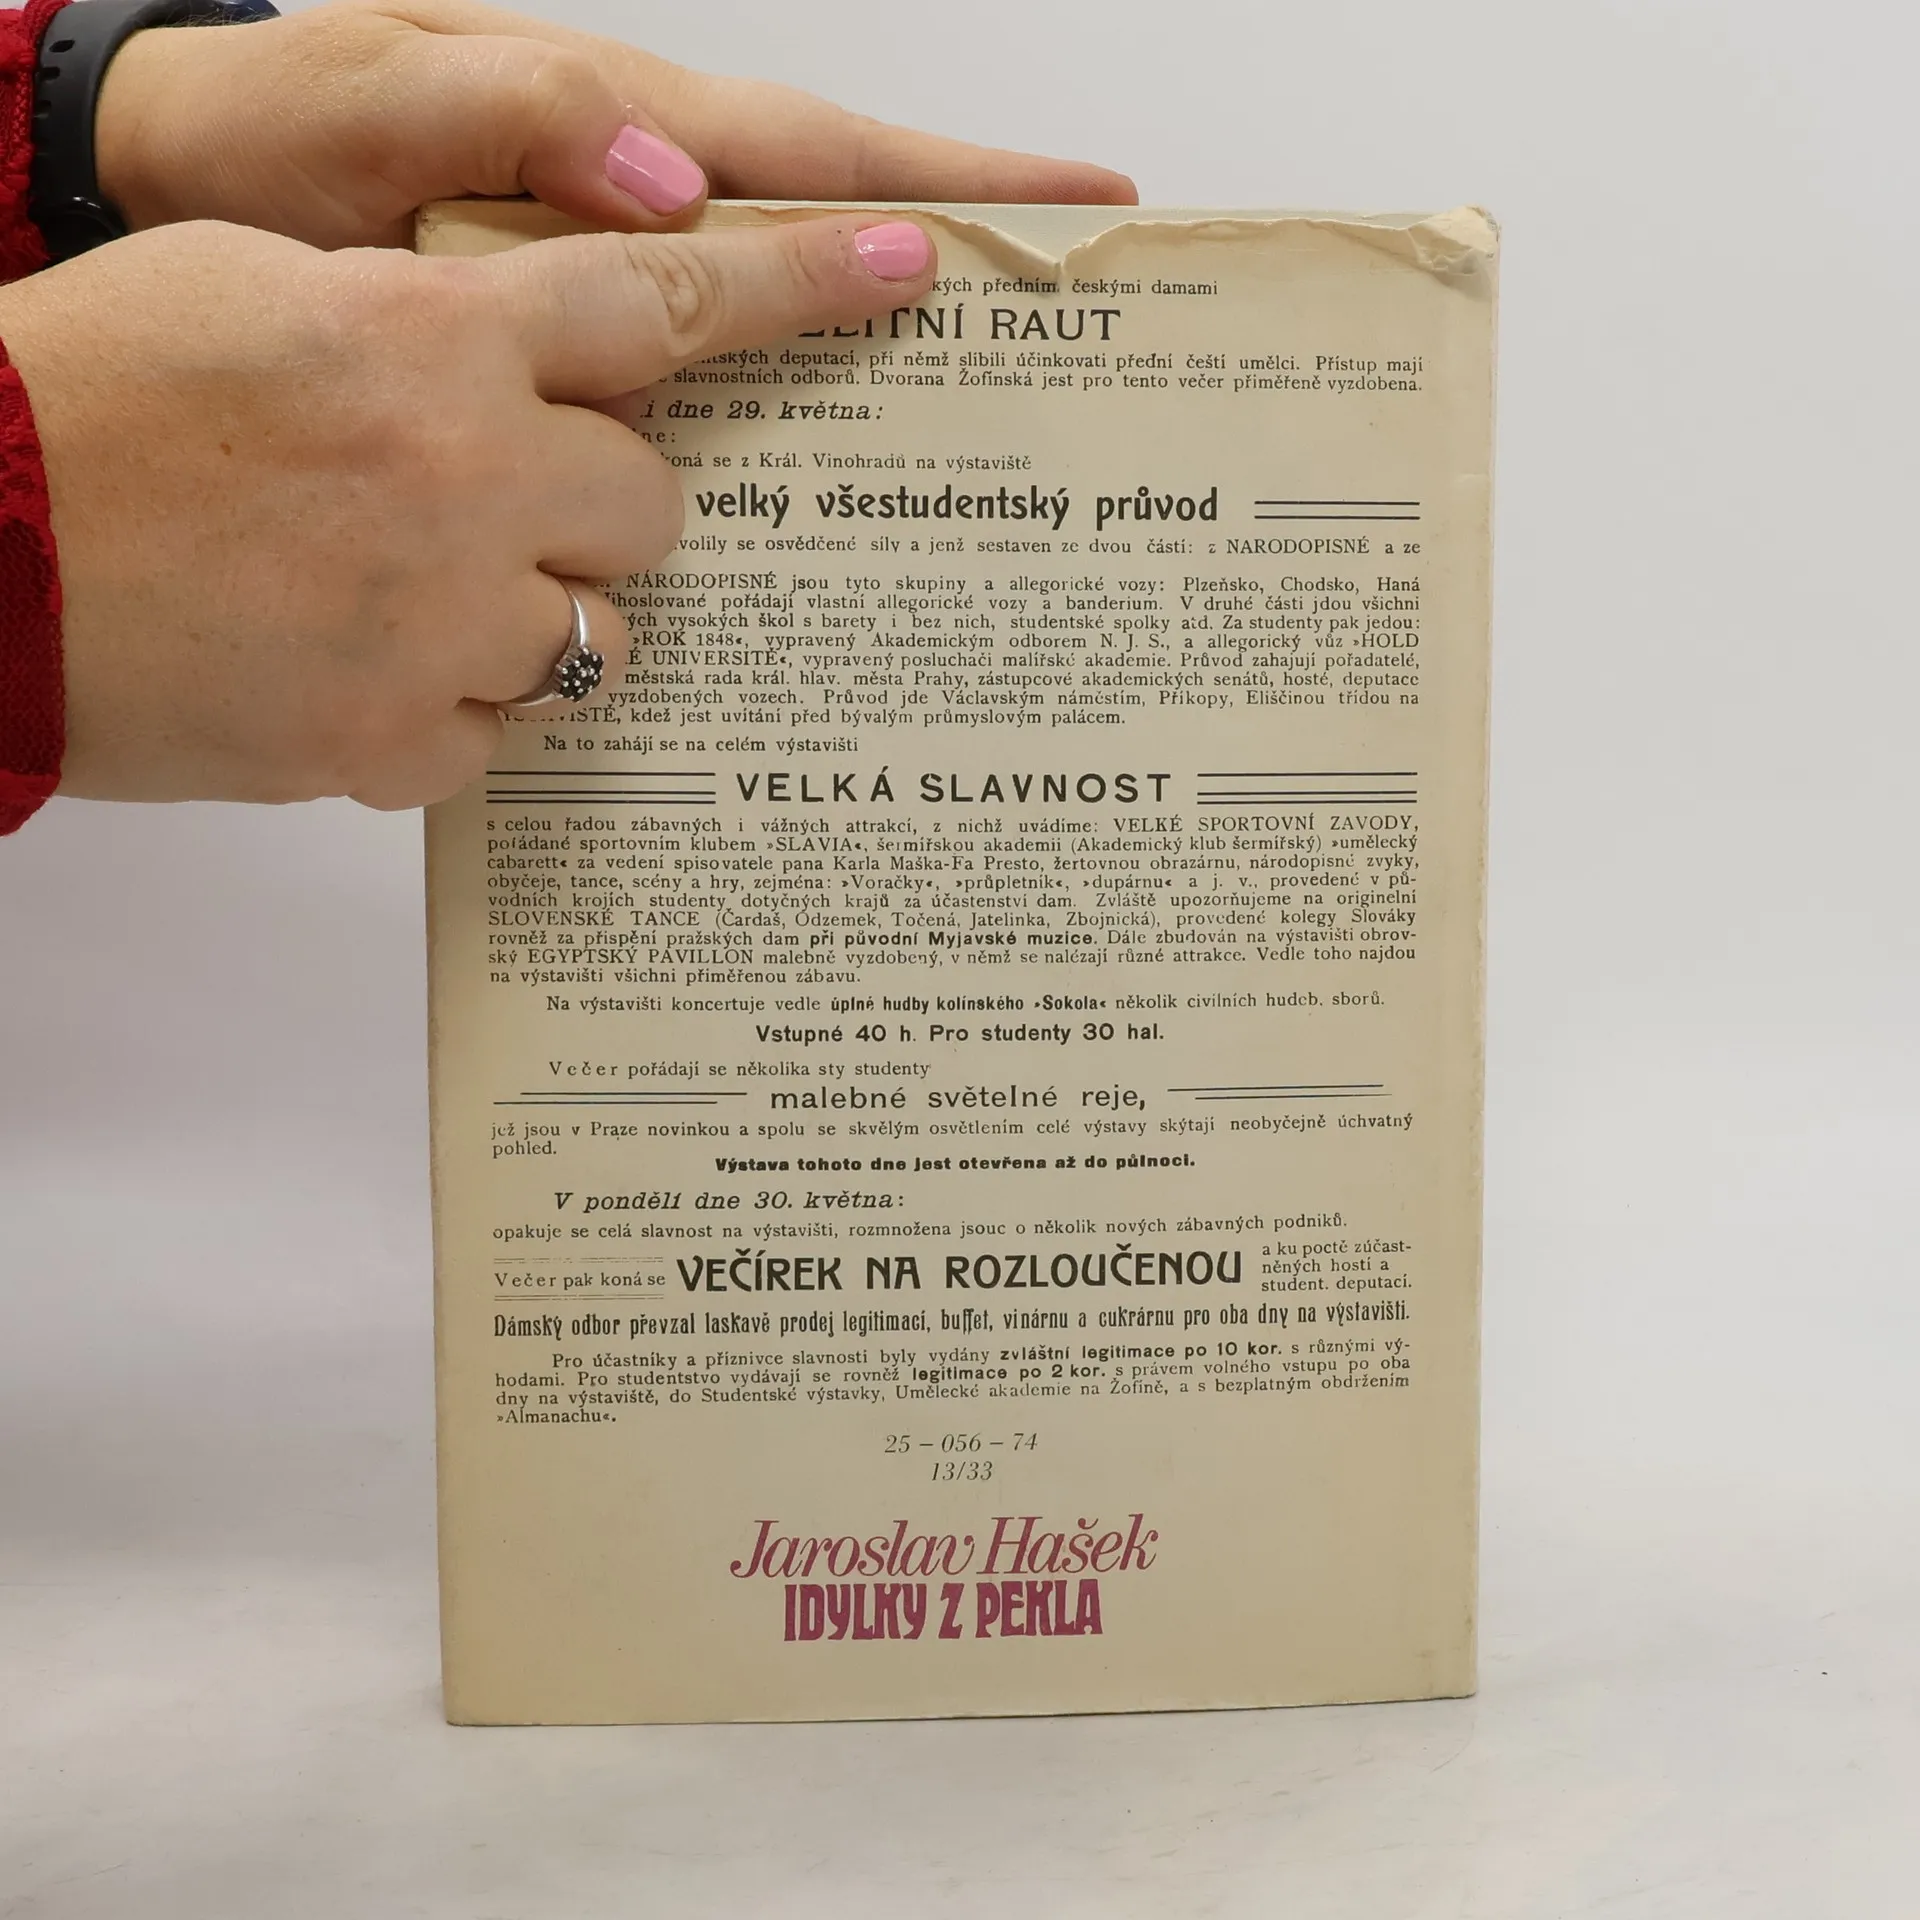 předním českými damami
RAUT
deputací, při němž slíbili účinkovati přední čeští umělci. Přístup mají
slavnostních odborů. Dvorana Žofínská jest pro tento večer přiměřeně vyzdobena.
dne 29. května:
koná se z Král. Vinohradů na výstaviště
velký všestudentský průvod
se osvědčené síly a jenž sestaven ze dvou částí: z NARODOPISNÉ a ze
NÁRODOPISNÉ jsou tyto skupiny a allegorické vozy: Plzeňsko, Chodsko, Haná
pořádají vlastní allegorické vozy a banderium. V druhé části jdou všichni
vysokých škol s barety i bez nich, studentské spolky atd. Za studenty pak jedou:
»ROK 1848«, vypravený Akademickým odborem N. J. S., a allegorický vůz »HOLD
UNIVERSITĚ«, vypravený posluchači malířské akademie. Průvod zahajují pořadatelé,
městská rada král. hlav. města Prahy, zástupcové akademických senátů, hosté, deputace
vyzdobených vozech. Průvod jde Václavským náměstím, Příkopy, Eliščinou třídou na
kdež jest uvítání před bývalým průmyslovým palácem.
Na to zahájí se na celém výstavišti
VELKÁ SLAVNOST
s celou řadou zábavných i vážných attrakcí, z nichž uvádíme: VELKÉ SPORTOVNÍ ZAVODY,
pořádané sportovním klubem »SLAVIA«, šermířskou akademii (Akademický klub šermířský) »umělecký
cabarett« za vedení spisovatele pana Karla Maška-Fa Presto, žertovnou obrazárnu, národopisné zvyky,
obyčeje, tance, scény a hry, zejména: »Voračky«, »průpletník«, »dupárnu« a j. v., provedené v pů-
vodních krojích studenty dotyčných krajů za účastenství dam. Zvláště upozorňujeme na originelní
SLOVENSKÉ TANCE (Čardaš, Odzemek, Točená, Jatelinka, Zbojnická), provedené kolegy Slováky
rovněž za přispění pražských dam při původní Myjavské muzice. Dále zbudován na výstavišti obrov-
ský EGYPTSKÝ PAVILLON malebně vyzdobený, v němž se nalézají různé attrakce. Vedle toho najdou
na výstavišti všichni přiměřenou zábavu.
Na výstavišti koncertuje vedle úplné hudby kolínského »Sokola« několik civilních hudeb. sborů.
Vstupné 40 h. Pro studenty 30 hal.
Večer pořádají se několika sty studenty
malebné světelné reje,
jež jsou v Praze novinkou a spolu se skvělým osvětlením celé výstavy skýtají neobyčejně úchvatný
pohled.
Výstava tohoto dne jest otevřena až do půlnoci.
V pondělí dne 30. května:
opakuje se celá slavnost na výstavišti, rozmnožena jsouc o několik nových zábavných podniků.
Večer pak koná se VEČÍREK NA ROZLOUČENOU a ku poctě zúčast-
něných hostí a
student. deputací.
Dámský odbor převzal laskavě prodej legitimací, buffet, vinárnu a cukrárnu pro oba dny na výstavišti.
Pro účastníky a příznivce slavností byly vydány zvláštní legitimace po 10 kor. s různými vý-
hodami. Pro studentstvo vydávají se rovněž legitimace po 2 kor. s právem volného vstupu po oba
dny na výstaviště, do Studentské výstavky, Umělecké akademie na Žofíně, a s bezplatným obdržením
»Almanachu«.
25 – 056 – 74
13/33
Jaroslav Hašek
IDYLKY Z PEKLA